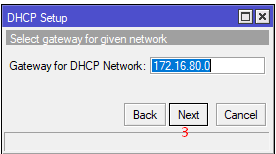 DHCP Setup
Select gateway for given network
Gateway for DHCP Network: 172.16.80.0
Back Next Cancel
3